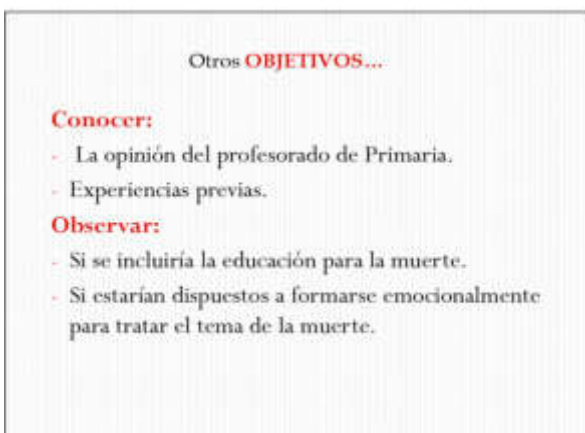 Otros OBJETIVOS...
Conocer:
- La opinión del profesorado de Primaria.
- Experiencias previas.
Observar:
- Si se incluiría la educación para la muerte.
- Si estarían dispuestos a formarse emocionalmente
para tratar el tema de la muerte.